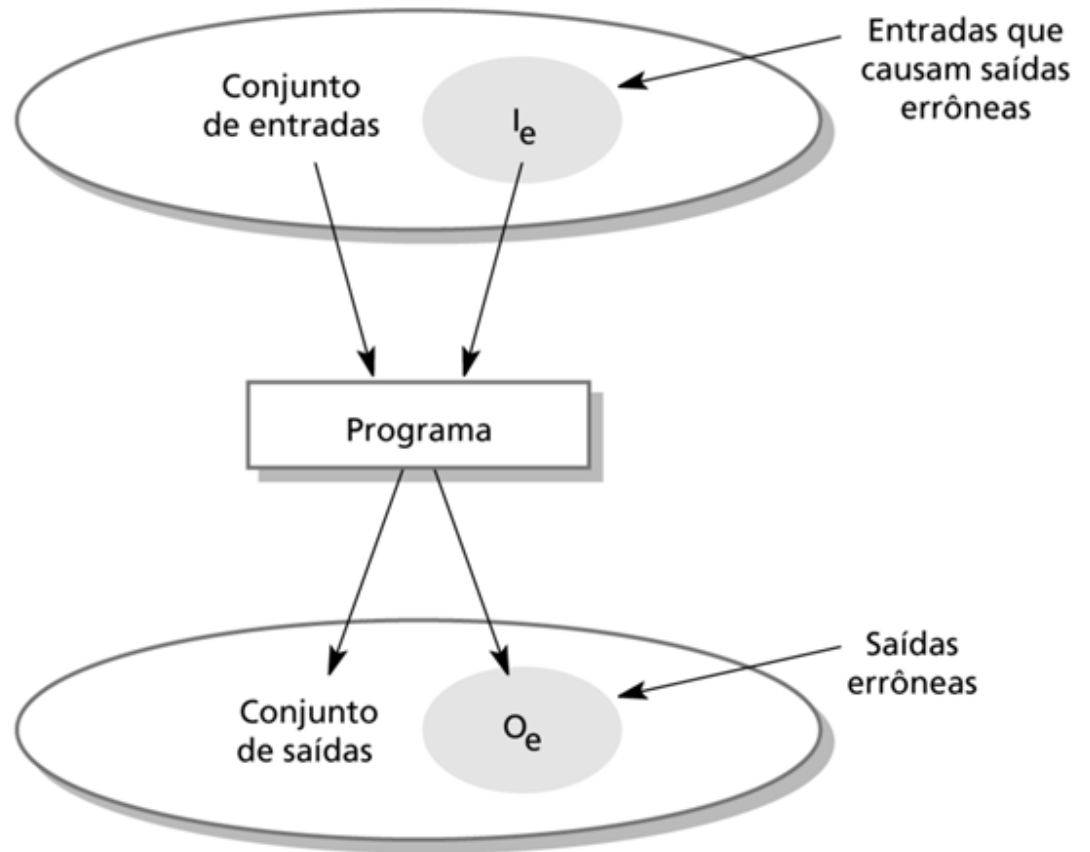 Entradas que
causam saídas
errôneas
Conjunto
de entradas
Ie
Programa
Saídas
errôneas
Conjunto
de saídas
Oe